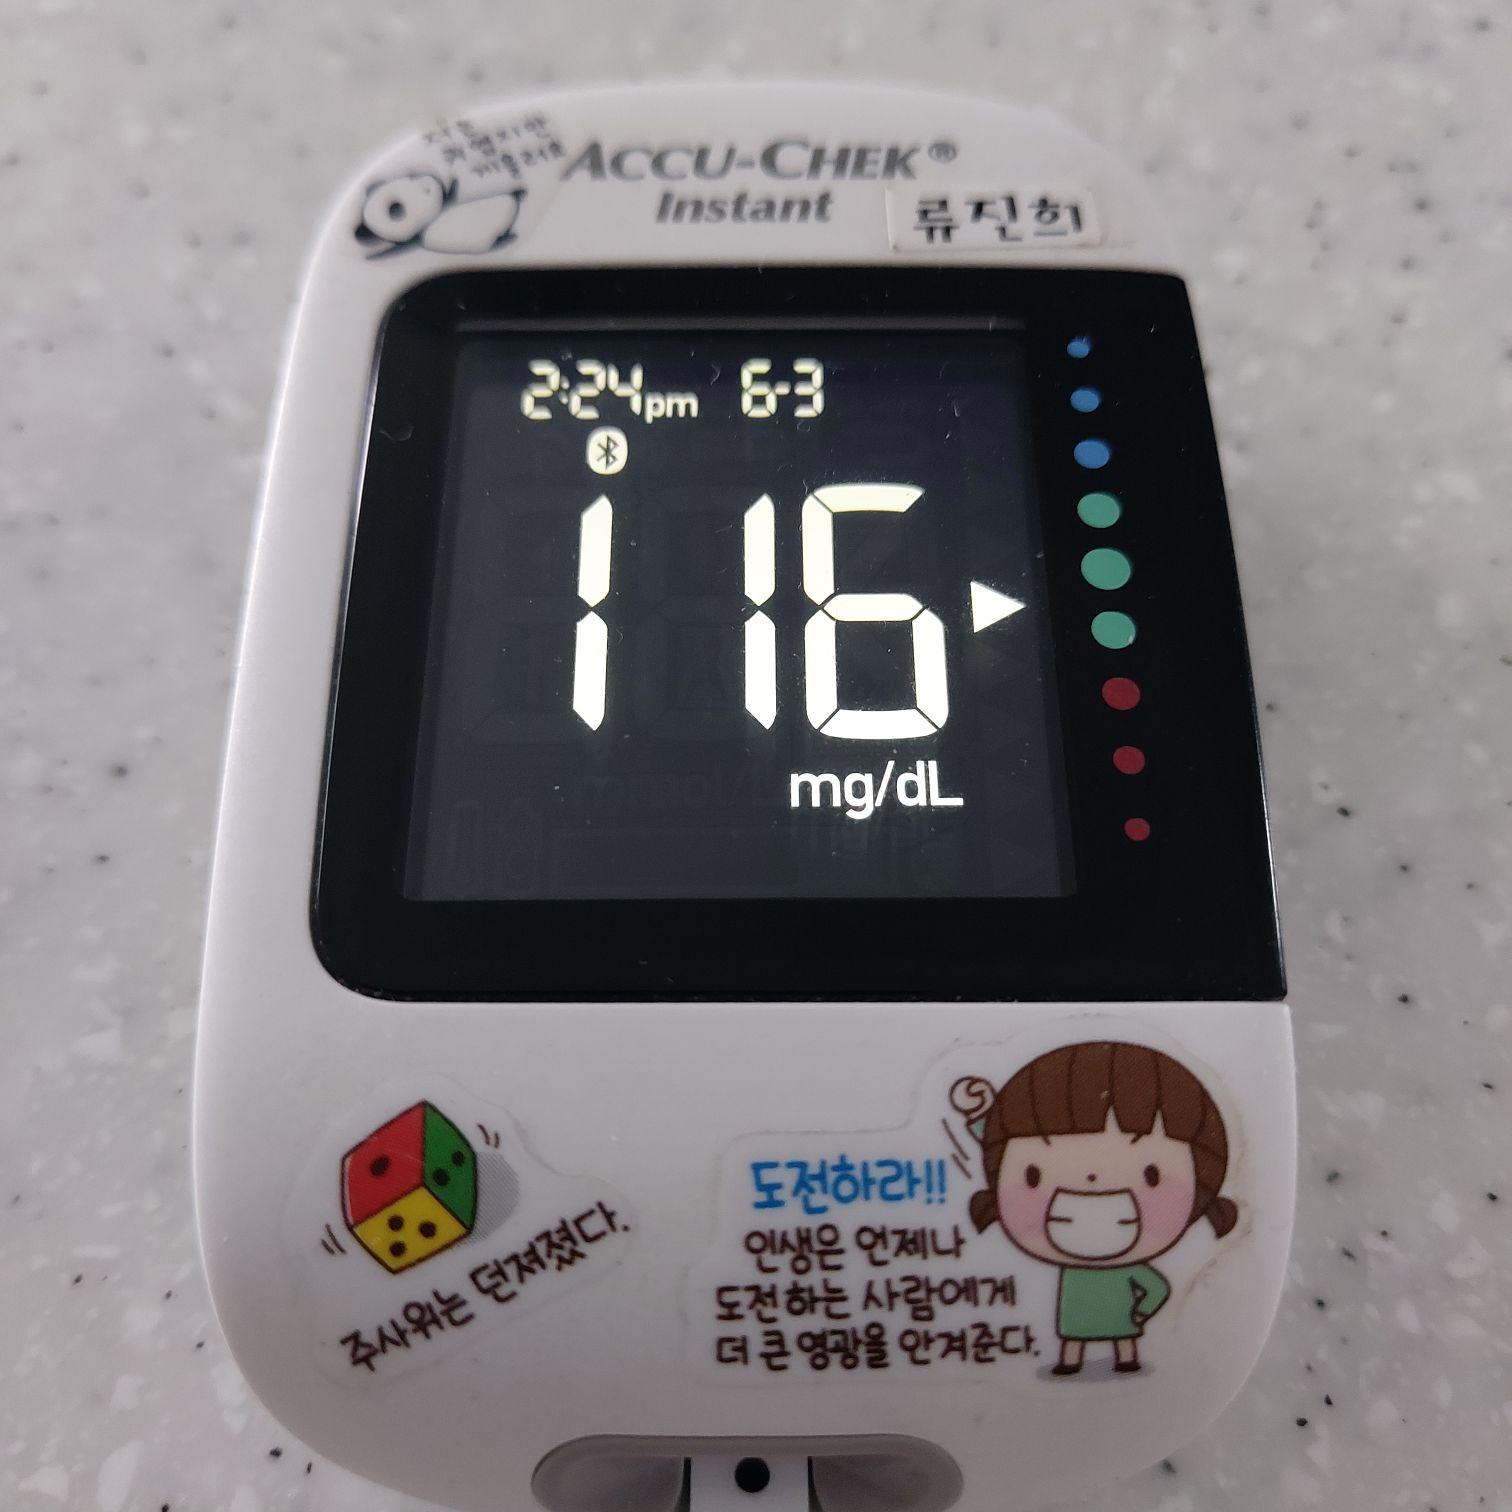 ACCU-CHEK®
Instant
류진희
2:24pm 6-3
116
mg/dL
주사위는 던져졌다.
도전하라!!
인생은 언제나
도전하는 사람에게
더 큰 영광을 안겨준다.